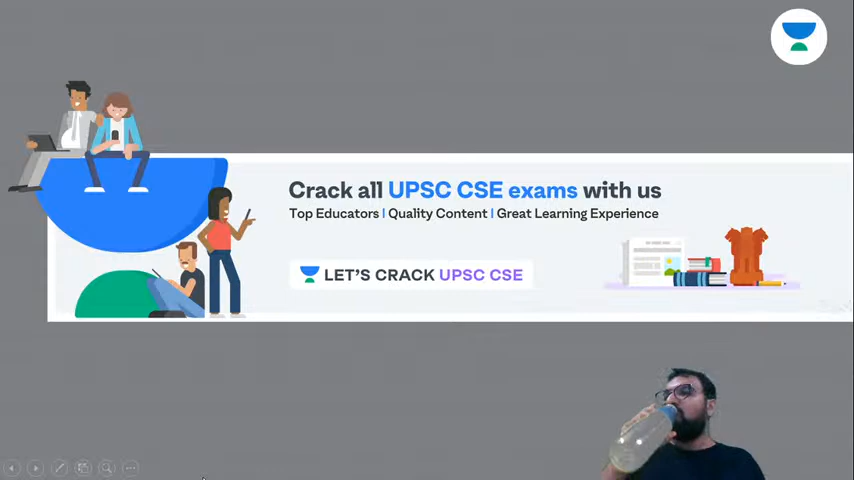 Crack all UPSC CSE exams with us
Top Educators | Quality Content | Great Learning Experience
LET'S CRACK UPSC CSE